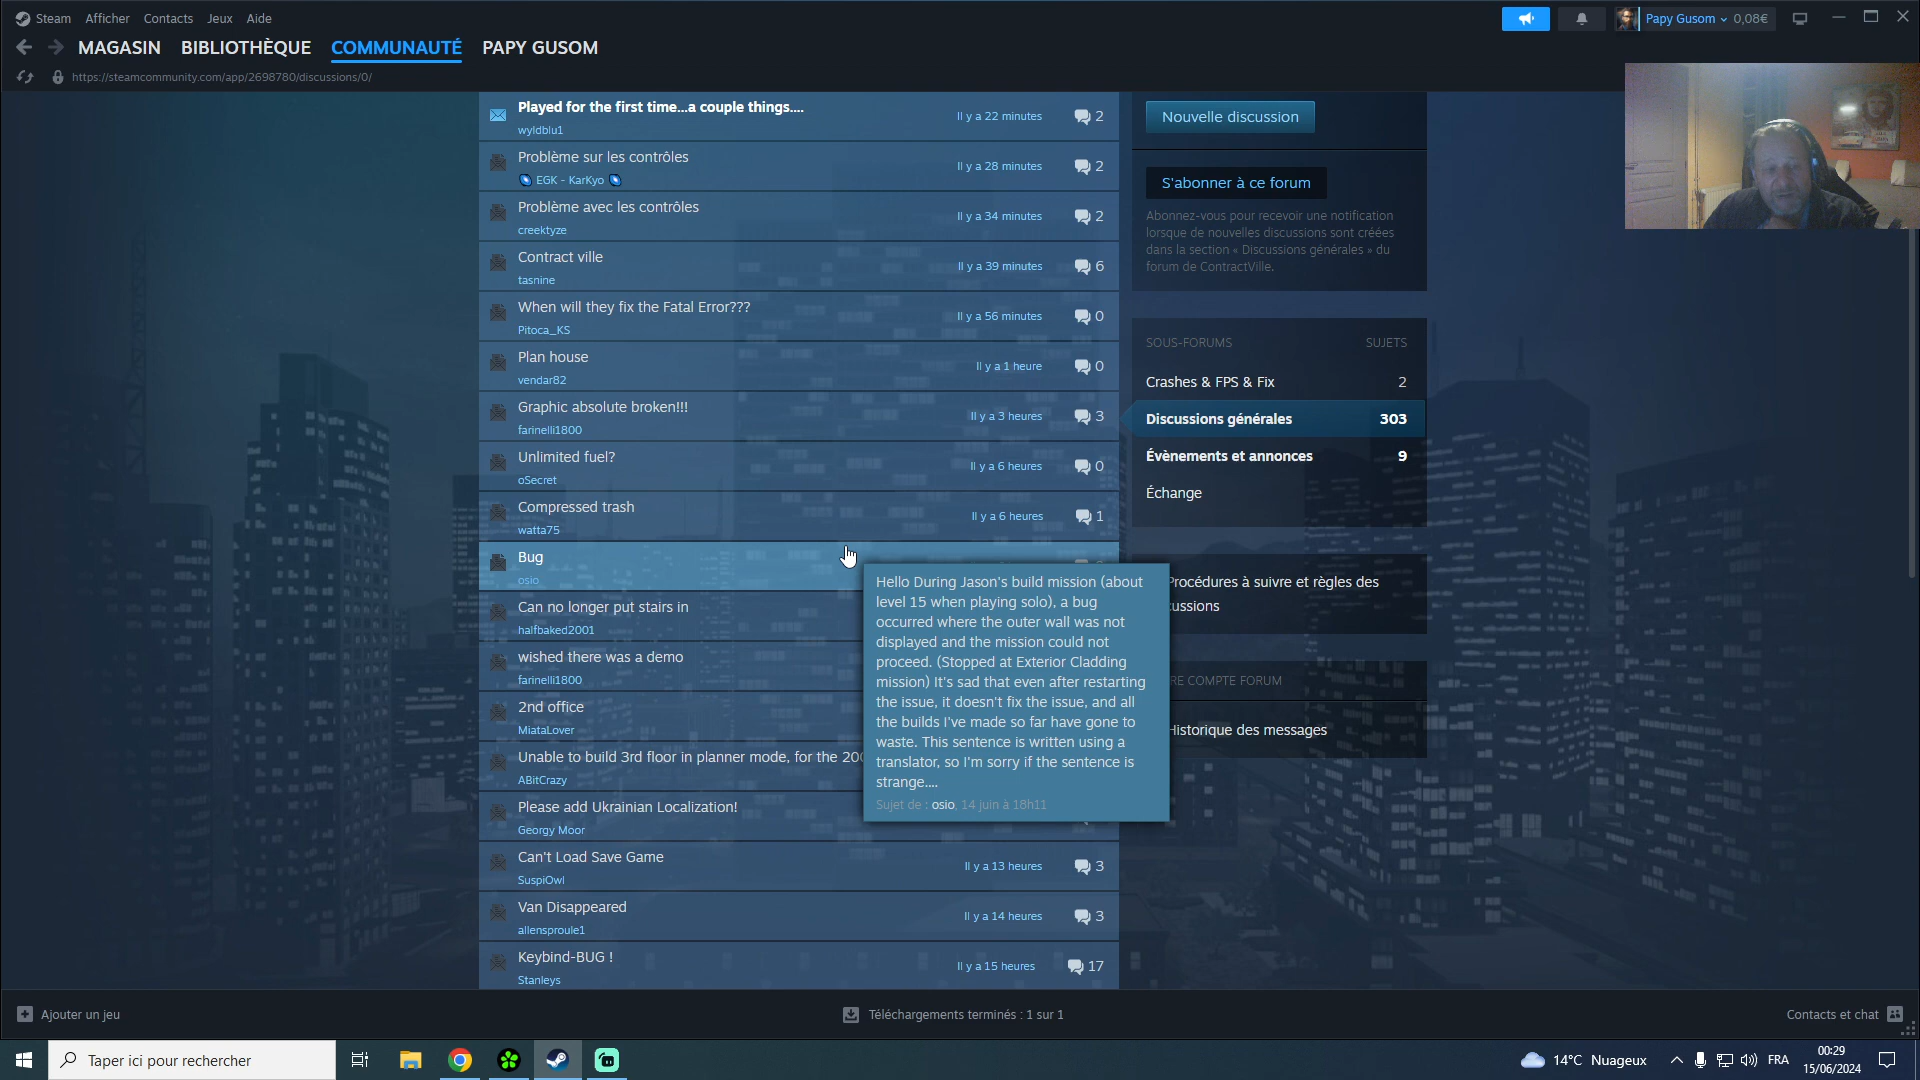 Steam Afficher Contacts Jeux Aide
Papy Gusom 0,08€
MAGASIN BIBLIOTHÈQUE COMMUNAUTÉ PAPY GUSOM
https://steamcommunity.com/app/2698780/discussions/0/
Played for the first time...a couple things....
wyldblu1
Il y a 22 minutes
2
Problème sur les contrôles
EGK - KarKyo
Il y a 28 minutes
2
Problème avec les contrôles
creektyze
Il y a 34 minutes
2
Contract ville
tasnine
Il y a 39 minutes
6
When will they fix the Fatal Error???
Pitoca_KS
Il y a 56 minutes
0
Plan house
vendar82
Il y a 1 heure
0
Graphic absolute broken!!!
farinelli1800
Il y a 3 heures
3
Unlimited fuel?
oSecret
Il y a 6 heures
0
Compressed trash
watta75
Il y a 6 heures
1
Bug
osio
Can no longer put stairs in
halfbaked2001
wished there was a demo
farinelli1800
2nd office
MiataLover
Unable to build 3rd floor in planner mode, for the
ABitCrazy
Please add Ukrainian Localization!
Georgy Moor
Can't Load Save Game
SuspiOwl
Il y a 13 heures
3
Van Disappeared
allensproule1
Il y a 14 heures
3
Keybind-BUG !
Stanleys
Il y a 15 heures
17
Hello During Jason's build mission (about
level 15 when playing solo), a bug
occurred where the outer wall was not
displayed and the mission could not
proceed. (Stopped at Exterior Cladding
mission) It's sad that even after restarting
the issue, it doesn't fix the issue, and all
the builds I've made so far have gone to
waste. This sentence is written using a
translator, so I'm sorry if the sentence is
strange....
Sujet de : osio, 14 juin à 18h11
Nouvelle discussion
S'abonner à ce forum
Abonnez-vous pour recevoir une notification
lorsque de nouvelles discussions sont créées
dans la section « Discussions générales » du
forum de ContractVille.
SOUS-FORUMS SUJETS
Crashes & FPS & Fix 2
Discussions générales 303
Évènements et annonces 9
Échange
Procédures à suivre et règles des
cussions
RE COMPTE FORUM
Historique des messages
Ajouter un jeu
Téléchargements terminés : 1 sur 1
Contacts et chat
Taper ici pour rechercher
14°C Nuageux
FRA
00:29
15/06/2024